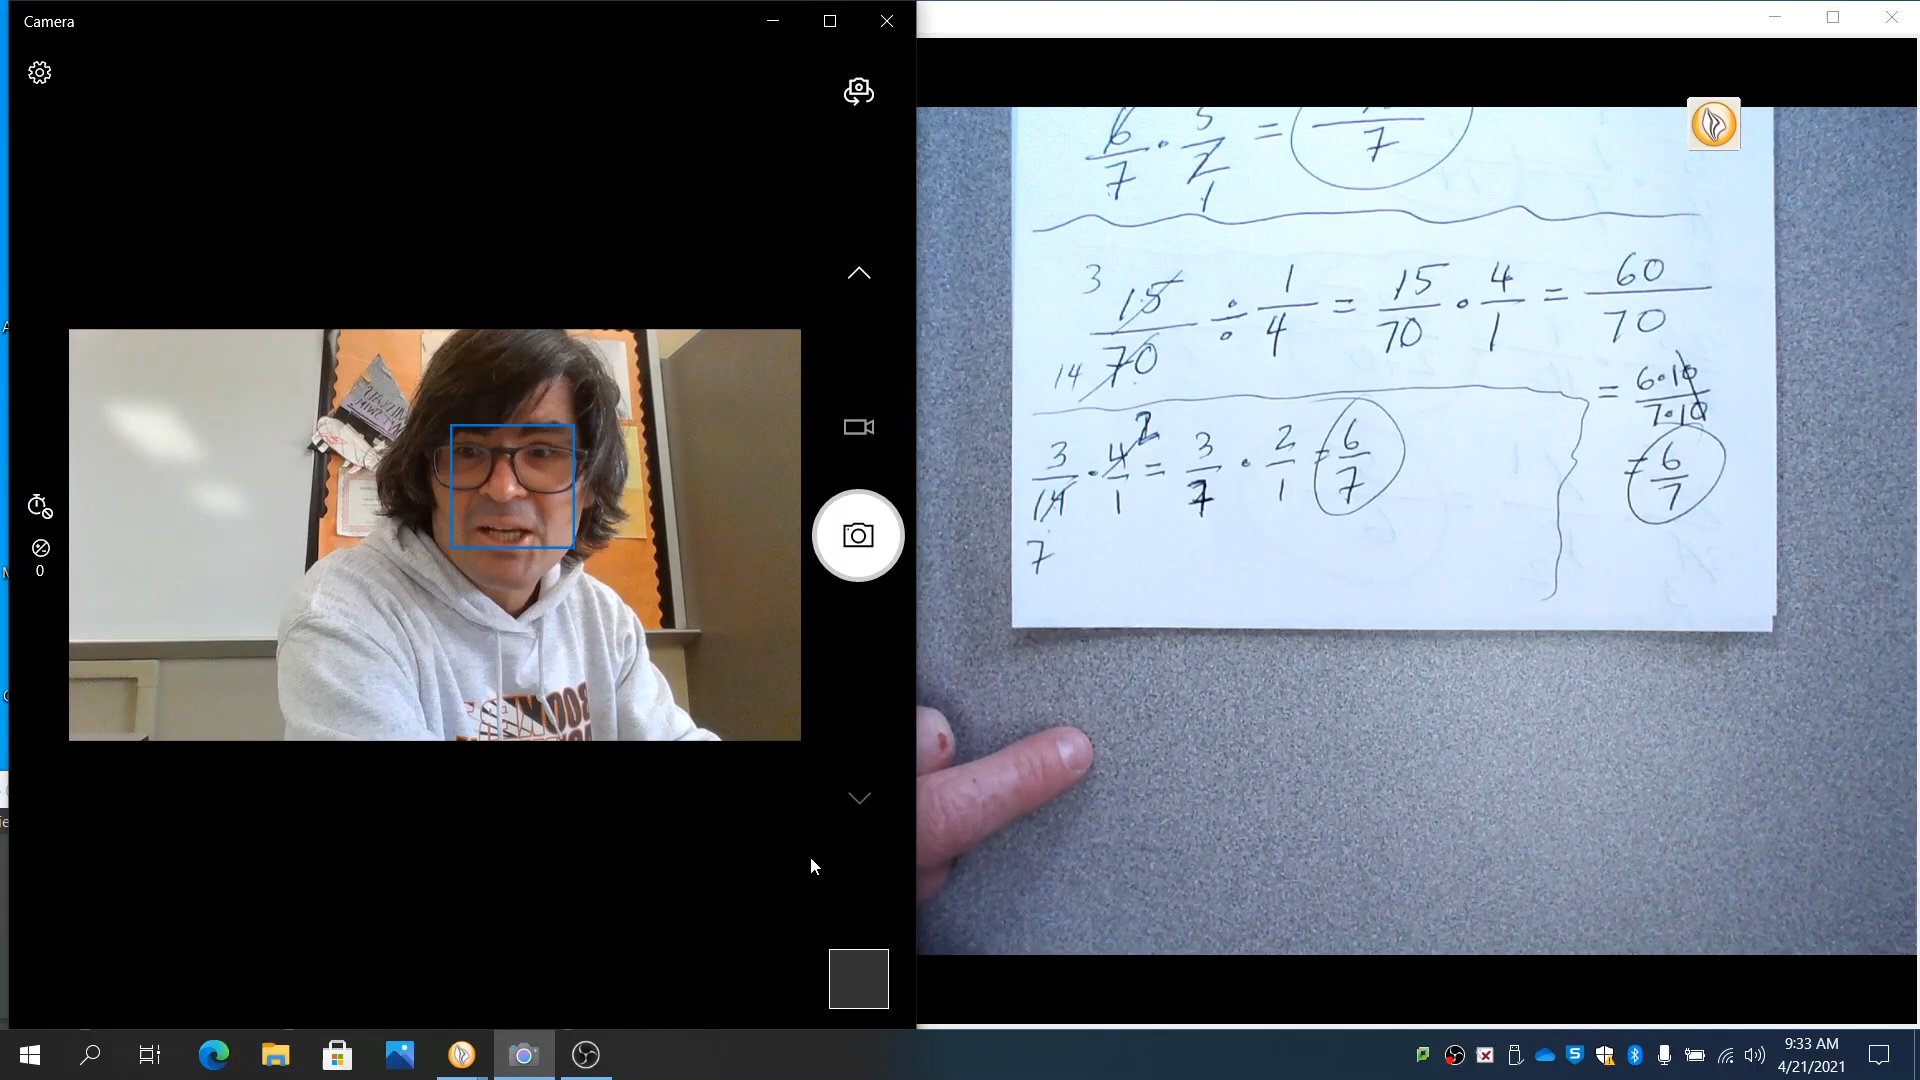 Camera
0
6/7 · 3/2 = /7
1
3 15/70 ÷ 1/4 = 15/70 · 4/1 = 60/70
14
= 6·10/7·10
= 6/7
2
3/14 · 4/1 = 3/7 · 2/1 = 6/7
7
9:33 AM
4/21/2021